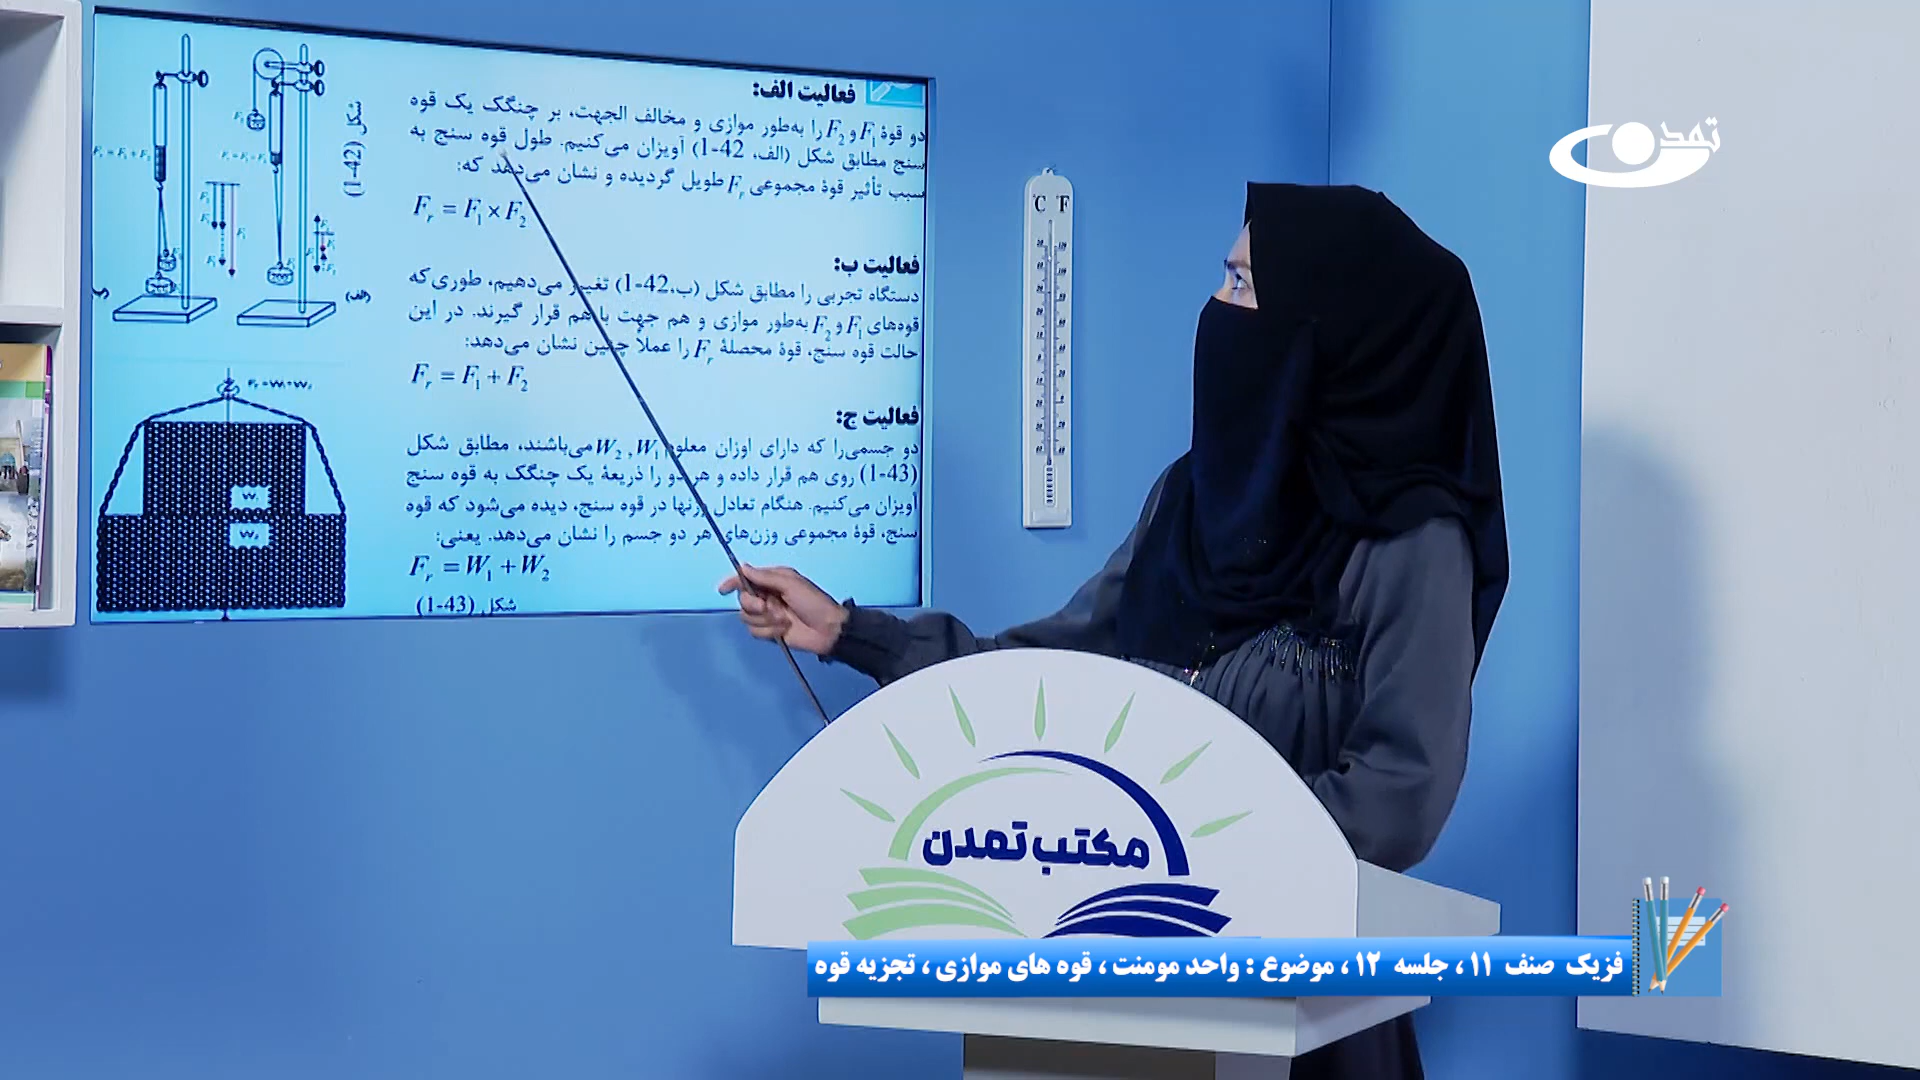 فعالیت الف:
دو قوهٔ F₁ و F₂ را به‌طور موازی و مخالف الجهت، بر چنگک یک قوه
سنج مطابق شکل (الف، 42-1) آویزان می‌کنیم. طول قوه سنج به
سبب تأثیر قوهٔ مجموعی Fᵣ طویل گردیده و نشان می‌دهد که:
Fᵣ = F₁ × F₂
فعالیت ب:
دستگاه تجربی را مطابق شکل (ب،42-1) تغییر می‌دهیم، طوری‌که
قوه‌های F₁ و F₂ به‌طور موازی و هم جهت با هم قرار گیرند. در این
حالت قوه سنج، قوهٔ محصلهٔ Fᵣ را عملاً چنین نشان می‌دهد:
Fᵣ = F₁ + F₂
فعالیت ج:
دو جسمی‌را که دارای اوزان معلوم W₁ , W₂ می‌باشند، مطابق شکل
(1-43) روی هم قرار داده و هر دو را ذریعهٔ یک چنگک به قوه سنج
آویزان می‌کنیم. هنگام تعادل وزنها در قوه سنج، دیده می‌شود که قوه
سنج، قوهٔ مجموعی وزن‌های هر دو جسم را نشان می‌دهد. یعنی:
Fᵣ = W₁ + W₂
شکل (1-43)
شکل (1-42)
(الف)
C F
تمدن
مکتب تمدن
فزیک صنف ۱۱ ، جلسه ۱۲ ، موضوع : واحد مومنت ، قوه های موازی ، تجزیه قوه